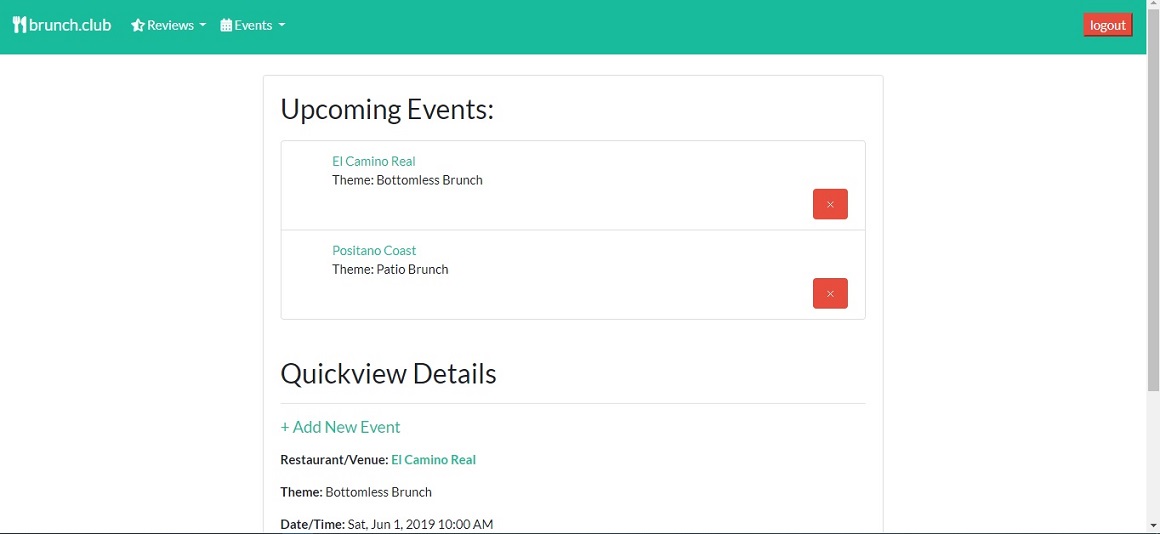 brunch.club Reviews Events logout
Upcoming Events:
El Camino Real
Theme: Bottomless Brunch
×
Positano Coast
Theme: Patio Brunch
×
Quickview Details
+ Add New Event
Restaurant/Venue: El Camino Real
Theme: Bottomless Brunch
Date/Time: Sat, Jun 1, 2019 10:00 AM